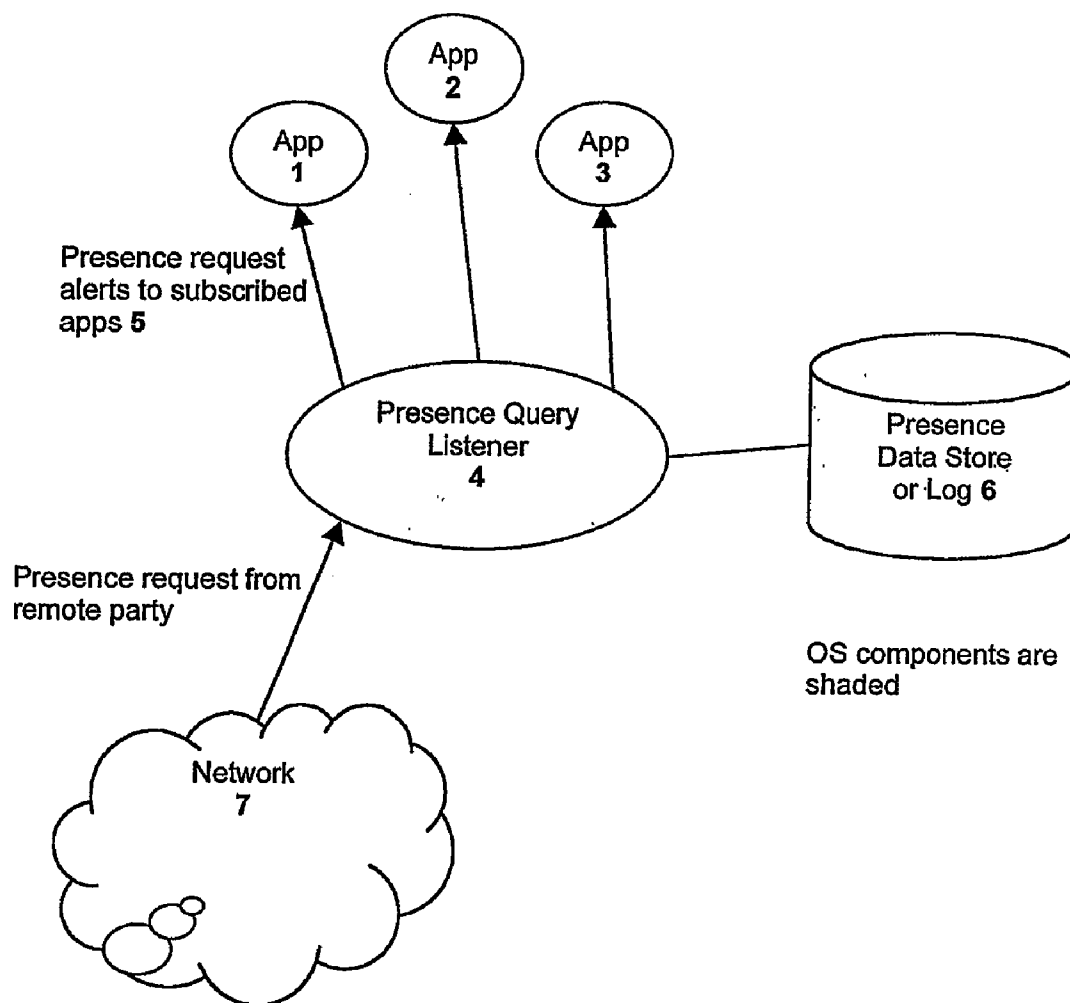 App
2
App
1
App
3
Presence request
alerts to subscribed
apps 5
Presence Query
Listener
4
Presence
Data Store
or Log 6
Presence request from
remote party
OS components are
shaded
Network
7